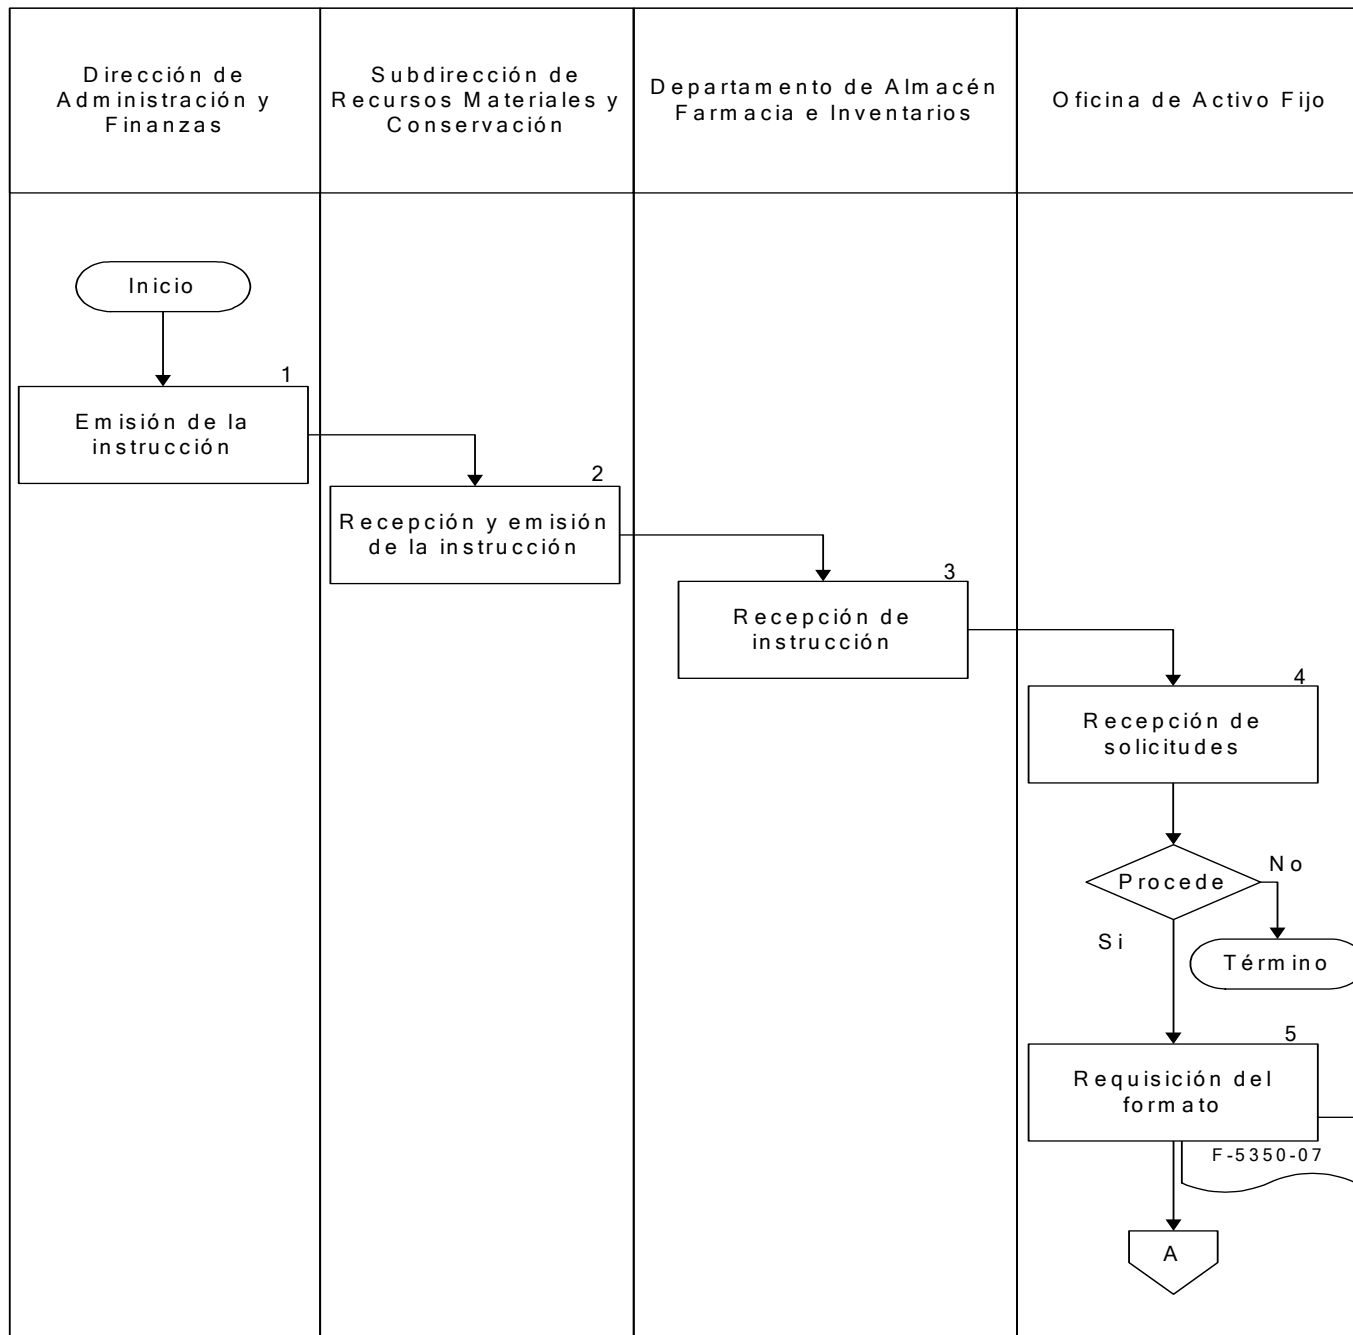 Dirección de
Administración y
Finanzas
Subdirección de
Recursos Materiales y
Conservación
Departamento de Almacén
Farmacia e Inventarios
Oficina de Activo Fijo
Inicio
1
Emisión de la
instrucción
2
Recepción y emisión
de la instrucción
3
Recepción de
instrucción
4
Recepción de
solicitudes
Procede
No
Si
Término
5
Requisición del
formato
F-5350-07
A